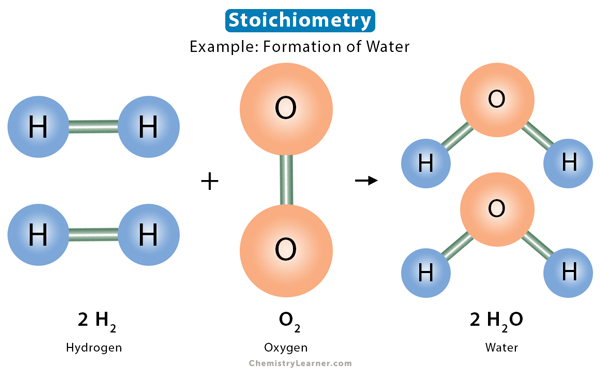 Stoichiometry
Example: Formation of Water
H H
O
+
O
H H
H H
O
→
O
H H
O
H H
2 H₂
O₂
2 H₂O
Hydrogen
Oxygen
Water
ChemistryLearner.com